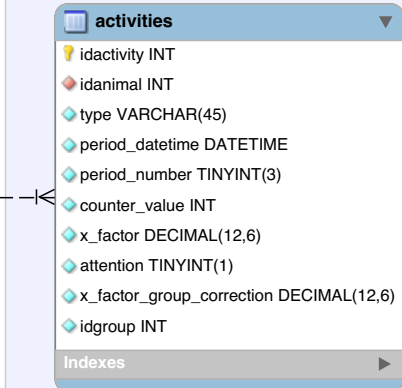 activities
idactivity INT
idanimal INT
type VARCHAR(45)
period_datetime DATETIME
period_number TINYINT(3)
counter_value INT
x_factor DECIMAL(12,6)
attention TINYINT(1)
x_factor_group_correction DECIMAL(12,6)
idgroup INT
Indexes